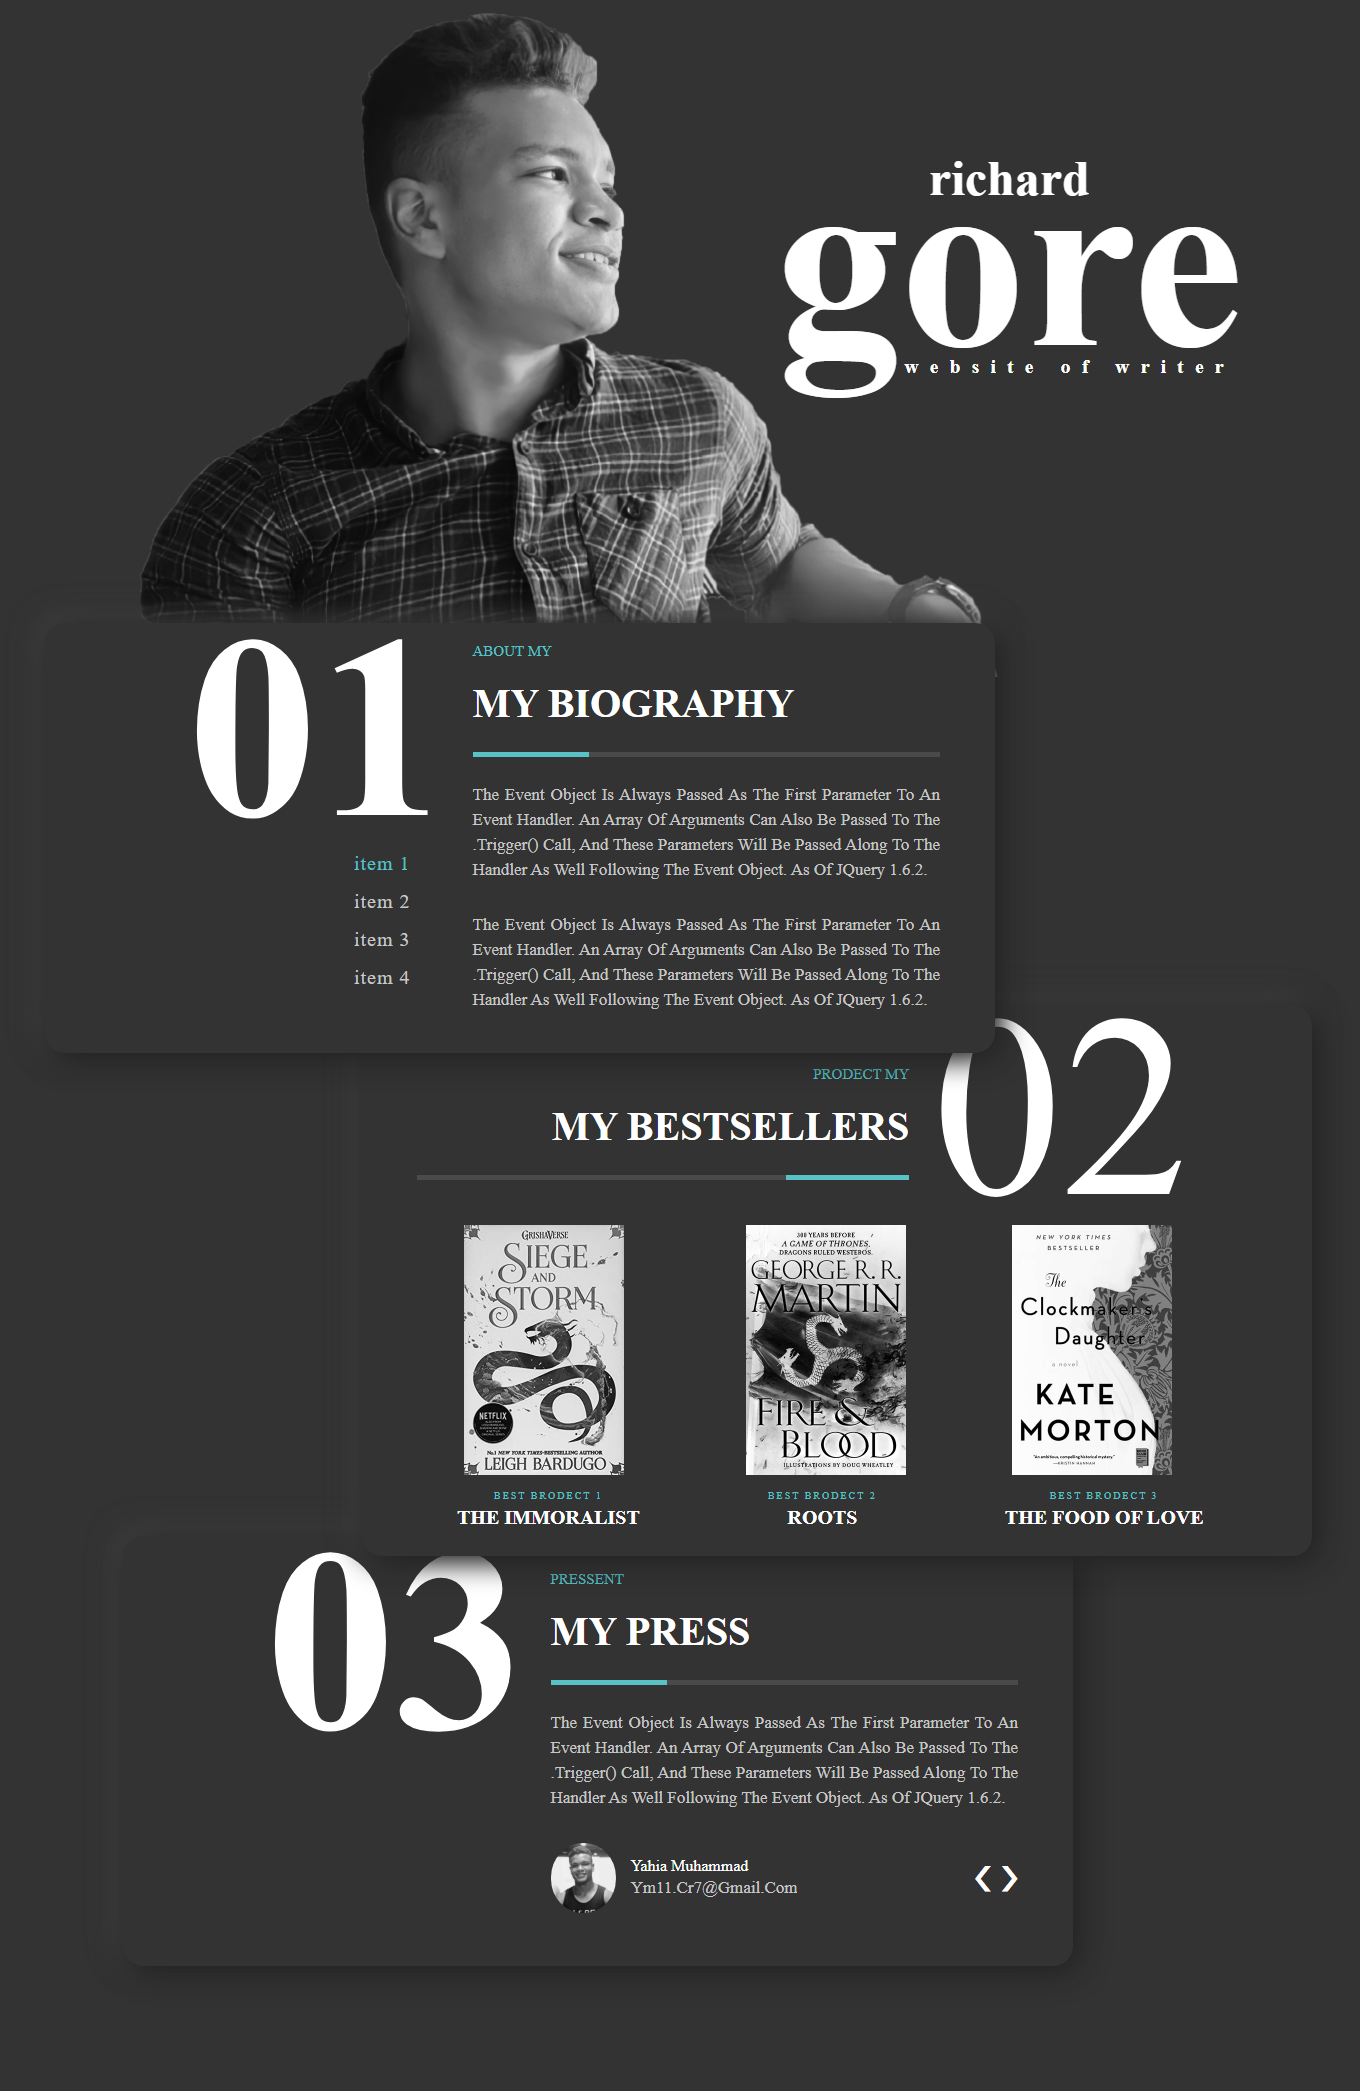 richard
gore
website of writer
01
ABOUT MY
MY BIOGRAPHY
The Event Object Is Always Passed As The First Parameter To An
Event Handler. An Array Of Arguments Can Also Be Passed To The
.Trigger() Call, And These Parameters Will Be Passed Along To The
Handler As Well Following The Event Object. As Of JQuery 1.6.2.
The Event Object Is Always Passed As The First Parameter To An
Event Handler. An Array Of Arguments Can Also Be Passed To The
.Trigger() Call, And These Parameters Will Be Passed Along To The
Handler As Well Following The Event Object. As Of JQuery 1.6.2.
item 1
item 2
item 3
item 4
02
PRODECT MY
MY BESTSELLERS
GRISHAVERSE
SIEGE
AND
STORM
NETFLIX
No.1 NEW YORK TIMES-BESTSELLING AUTHOR
LEIGH BARDUGO
BEST BRODECT 1
THE IMMORALIST
300 YEARS BEFORE
A GAME OF THRONES,
DRAGONS RULED WESTEROS.
GEORGE R. R.
MARTIN
FIRE &
BLOOD
ILLUSTRATIONS BY DOUG WHEATLEY
BEST BRODECT 2
ROOTS
NEW YORK TIMES
BESTSELLER
The
Clockmaker's
Daughter
a novel
KATE
MORTON
"An ambitious, compelling historical mystery."
—KRISTIN HANNAH
BEST BRODECT 3
THE FOOD OF LOVE
03
PRESSENT
MY PRESS
The Event Object Is Always Passed As The First Parameter To An
Event Handler. An Array Of Arguments Can Also Be Passed To The
.Trigger() Call, And These Parameters Will Be Passed Along To The
Handler As Well Following The Event Object. As Of JQuery 1.6.2.
Yahia Muhammad
Ym11.Cr7@Gmail.Com